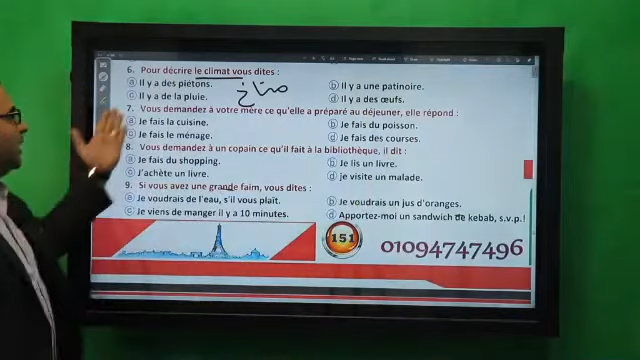 6. Pour décrire le climat vous dites :
ⓐ Il y a des piétons. ⓑ Il y a une patinoire.
ⓒ Il y a de la pluie. ⓓ Il y a des œufs.
مناخ
7. Vous demandez à votre mère ce qu'elle a préparé au déjeuner, elle répond :
ⓐ Je fais la cuisine. ⓑ Je fais du poisson.
ⓒ Je fais le ménage. ⓓ Je fais des courses.
8. Vous demandez à un copain ce qu'il fait à la bibliothèque, il dit :
ⓐ Je fais du shopping. ⓑ Je lis un livre.
ⓒ J'achète un livre. ⓓ je visite un malade.
9. Si vous avez une grande faim, vous dites :
ⓐ Je voudrais de l'eau, s'il vous plaît. ⓑ Je voudrais un jus d'oranges.
ⓒ Je viens de manger il y a 10 minutes. ⓓ Apportez-moi un sandwich de kebab, s.v.p.!
151
01094747496